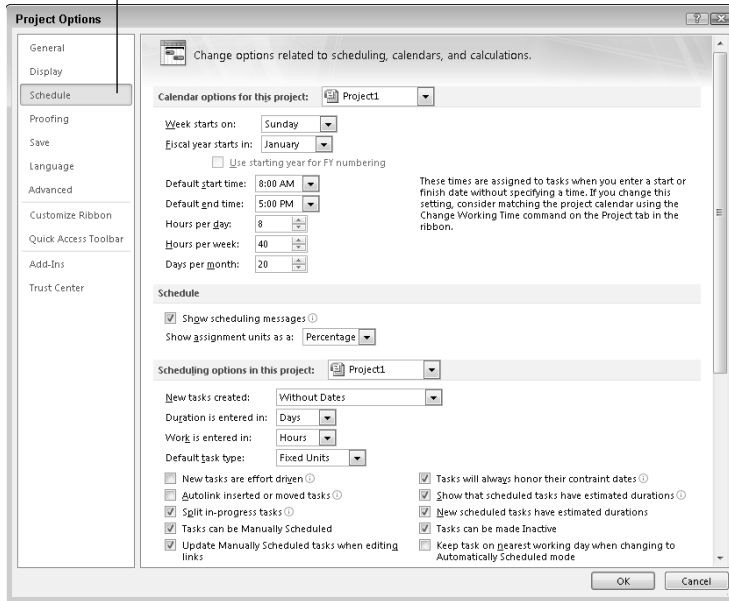 Project Options
General
Display
Schedule
Proofing
Save
Language
Advanced
Customize Ribbon
Quick Access Toolbar
Add-Ins
Trust Center
Change options related to scheduling, calendars, and calculations.
Calendar options for this project: Project1
Week starts on: Sunday
Fiscal year starts in: January
Use starting year for FY numbering
Default start time: 8:00 AM
Default end time: 5:00 PM
Hours per day: 8
Hours per week: 40
Days per month: 20
These times are assigned to tasks when you enter a start or
finish date without specifying a time. If you change this
setting, consider matching the project calendar using the
Change Working Time command on the Project tab in the
ribbon.
Schedule
Show scheduling messages
Show assignment units as a: Percentage
Scheduling options in this project: Project1
New tasks created: Without Dates
Duration is entered in: Days
Work is entered in: Hours
Default task type: Fixed Units
New tasks are effort driven
Autolink inserted or moved tasks
Split in-progress tasks
Tasks can be Manually Scheduled
Update Manually Scheduled tasks when editing
links
Tasks will always honor their contraint dates
Show that scheduled tasks have estimated durations
New scheduled tasks have estimated durations
Tasks can be made Inactive
Keep task on nearest working day when changing to
Automatically Scheduled mode
OK
Cancel